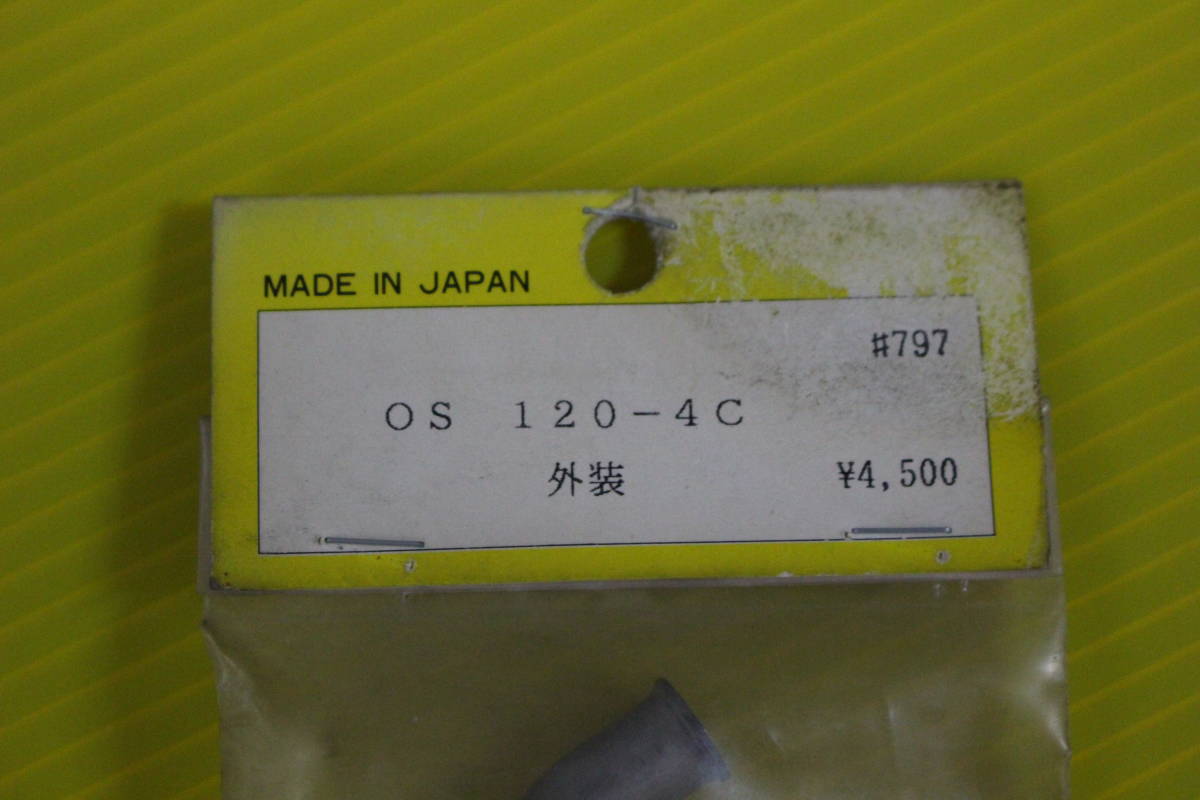 MADE IN JAPAN
#797
OS 120-4C
外装
¥4,500